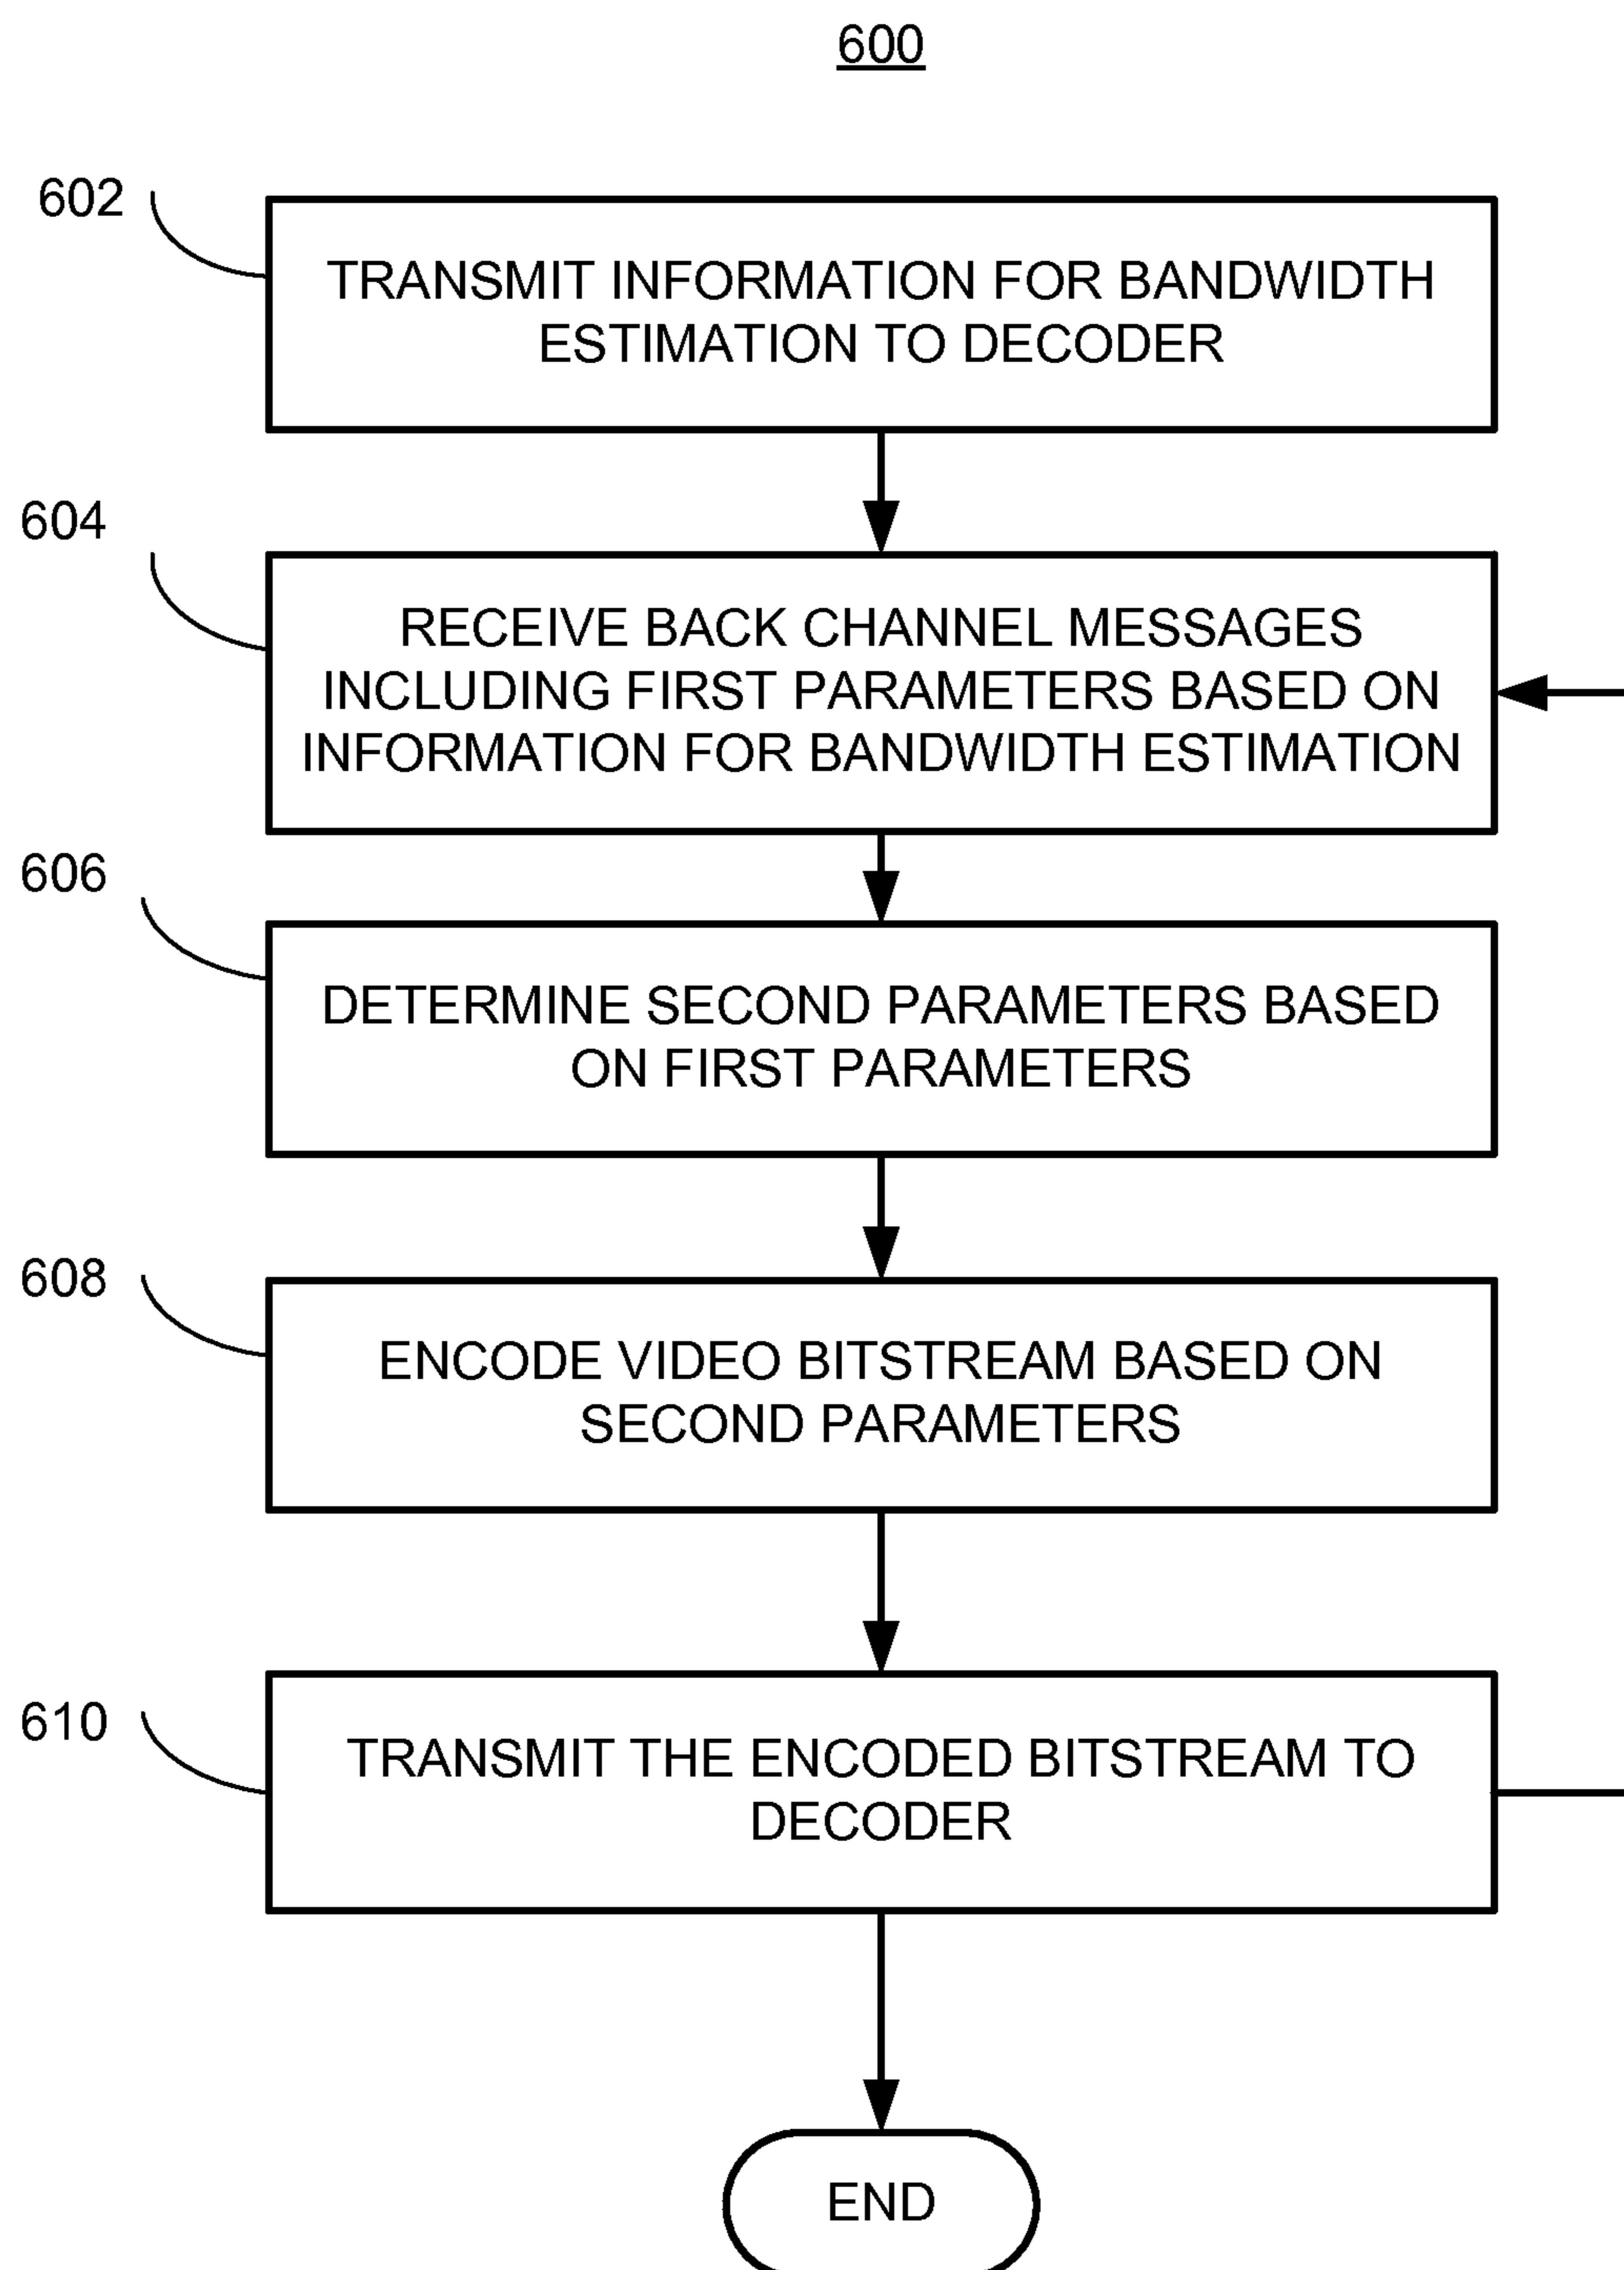 600
602
TRANSMIT INFORMATION FOR BANDWIDTH
ESTIMATION TO DECODER
604
RECEIVE BACK CHANNEL MESSAGES
INCLUDING FIRST PARAMETERS BASED ON
INFORMATION FOR BANDWIDTH ESTIMATION
606
DETERMINE SECOND PARAMETERS BASED
ON FIRST PARAMETERS
608
ENCODE VIDEO BITSTREAM BASED ON
SECOND PARAMETERS
610
TRANSMIT THE ENCODED BITSTREAM TO
DECODER
END